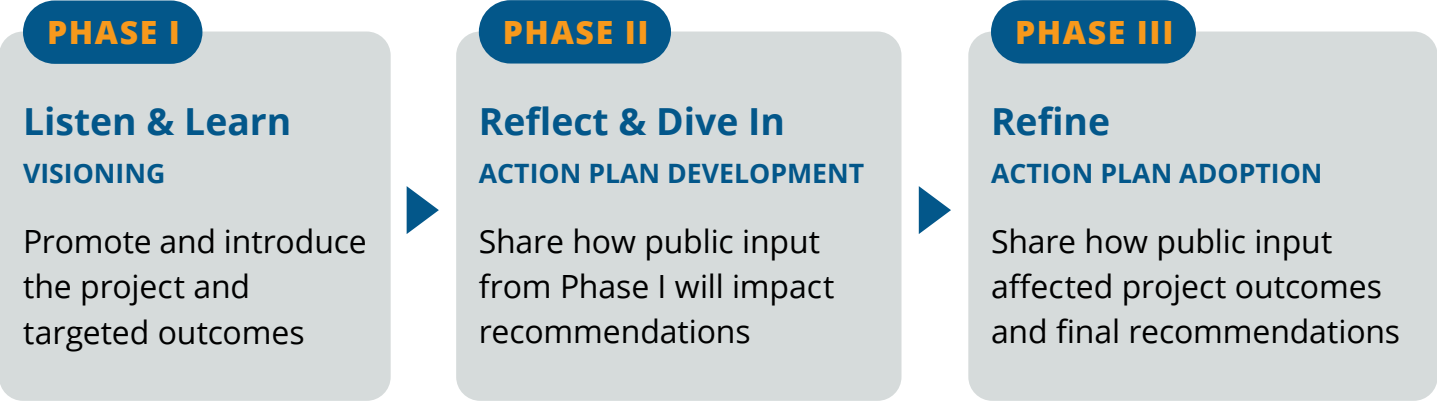 PHASE I
Listen & Learn
VISIONING
Promote and introduce
the project and
targeted outcomes
PHASE II
Reflect & Dive In
ACTION PLAN DEVELOPMENT
Share how public input
from Phase I will impact
recommendations
PHASE III
Refine
ACTION PLAN ADOPTION
Share how public input
affected project outcomes
and final recommendations